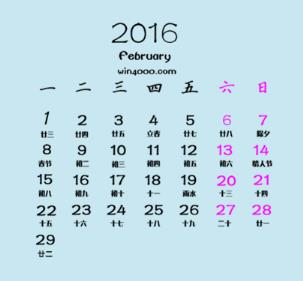 2016
February
win4000.com
一 二 三 四 五 六 日
1 2 3 4 5 6 7
廿三 廿四 廿五 立春 廿七 廿八 除夕
8 9 10 11 12 13 14
春节 初二 初三 初四 初五 初六 情人节
15 16 17 18 19 20 21
初八 初九 初十 十一 雨水 十三 十四
22 23 24 25 26 27 28
十五 十六 十七 十八 十九 二十 廿一
29
廿二